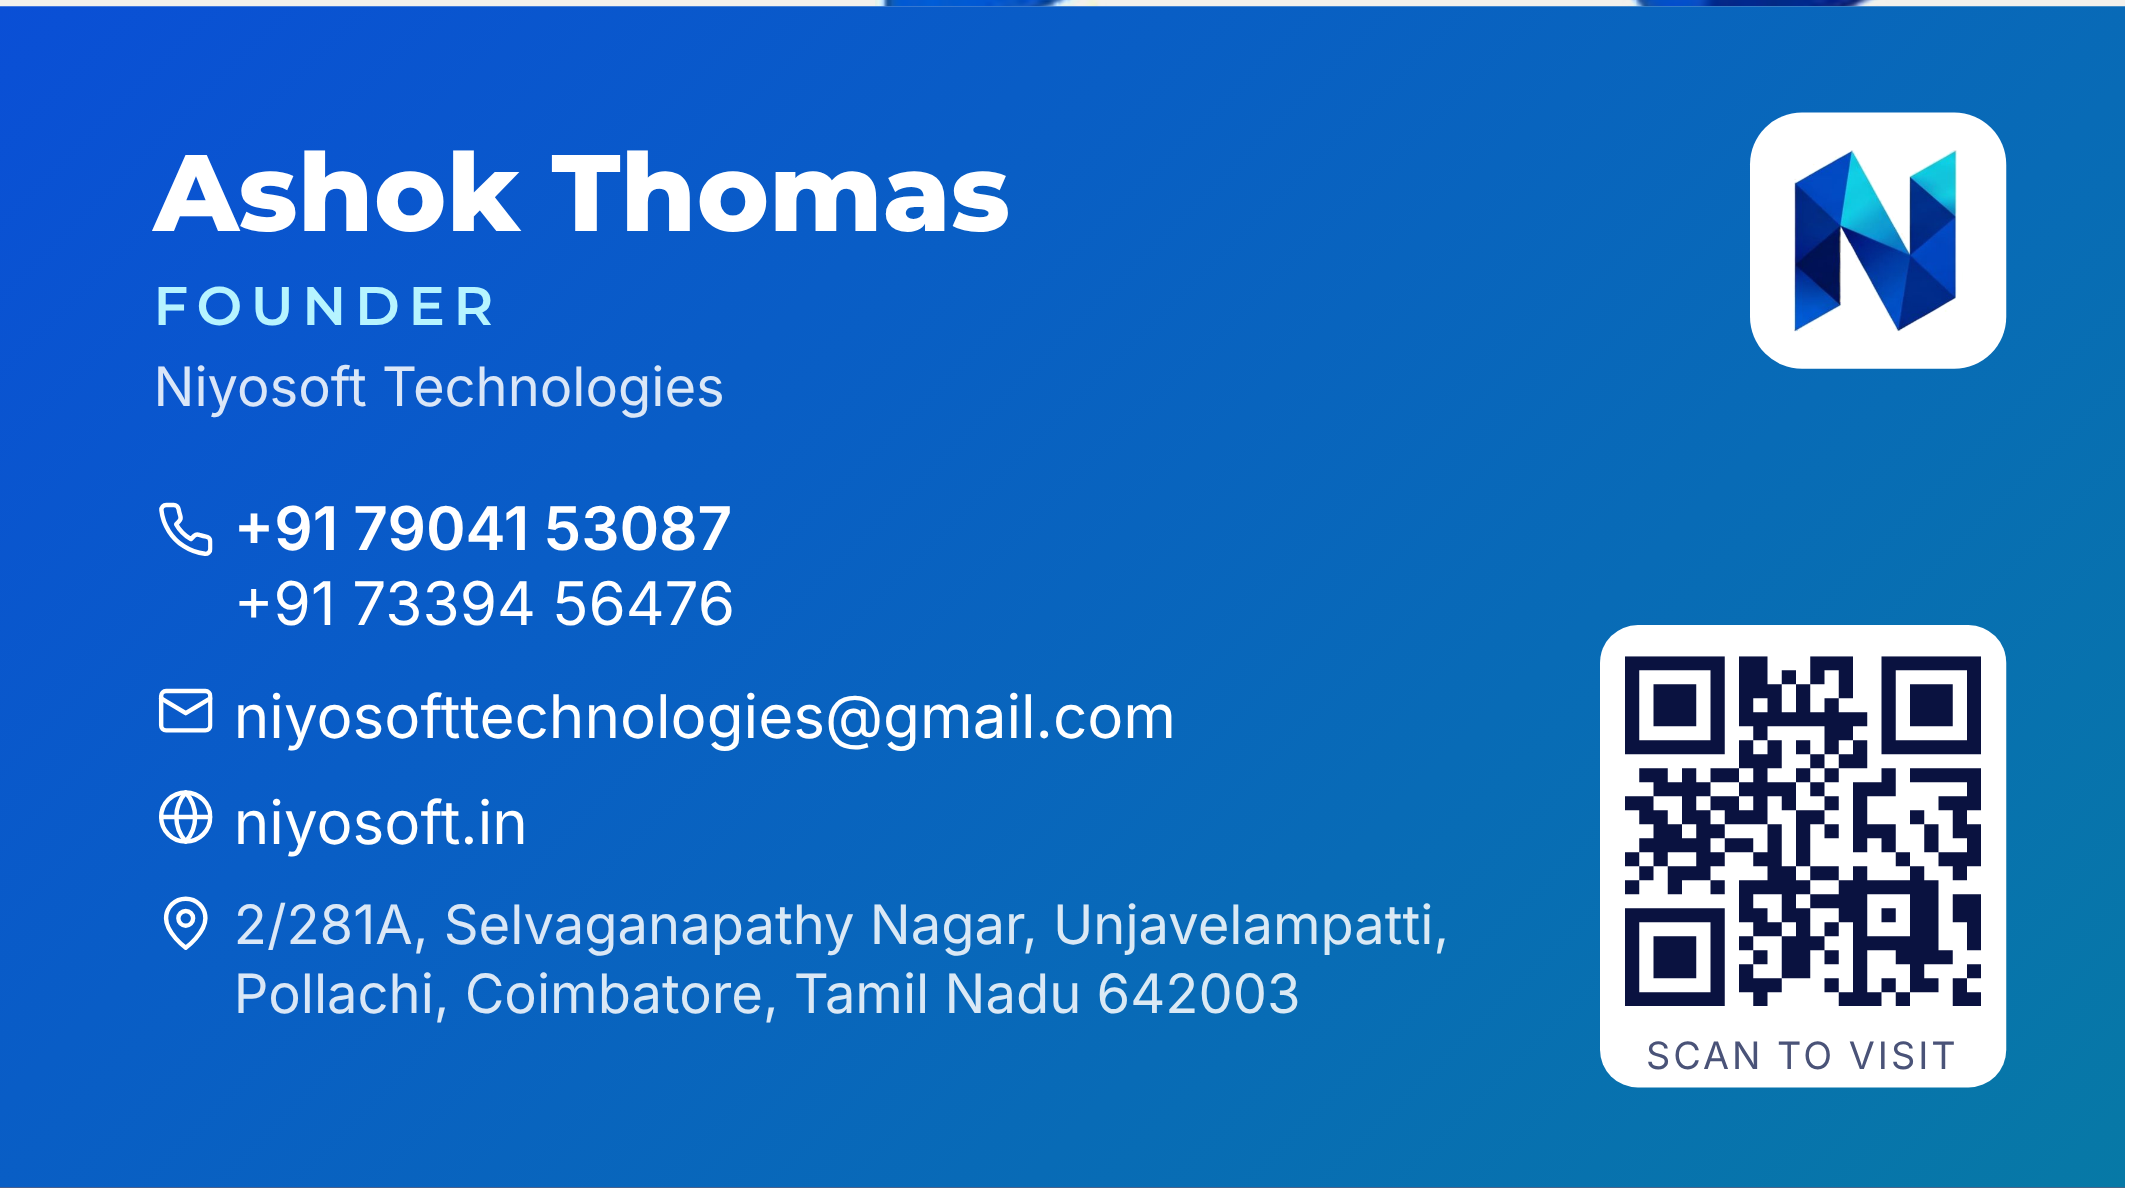 Ashok Thomas
FOUNDER
Niyosoft Technologies
+91 79041 53087
+91 73394 56476
niyosofttechnologies@gmail.com
niyosoft.in
2/281A, Selvaganapathy Nagar, Unjavelampatti,
Pollachi, Coimbatore, Tamil Nadu 642003
SCAN TO VISIT